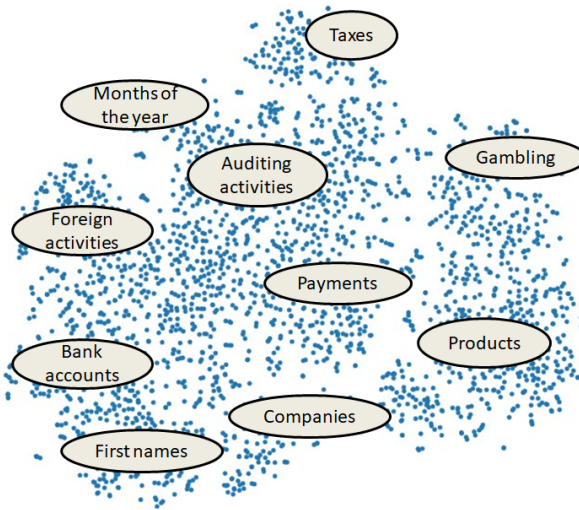 Taxes
Months of
the year
Gambling
Auditing
activities
Foreign
activities
Payments
Products
Bank
accounts
Companies
First names